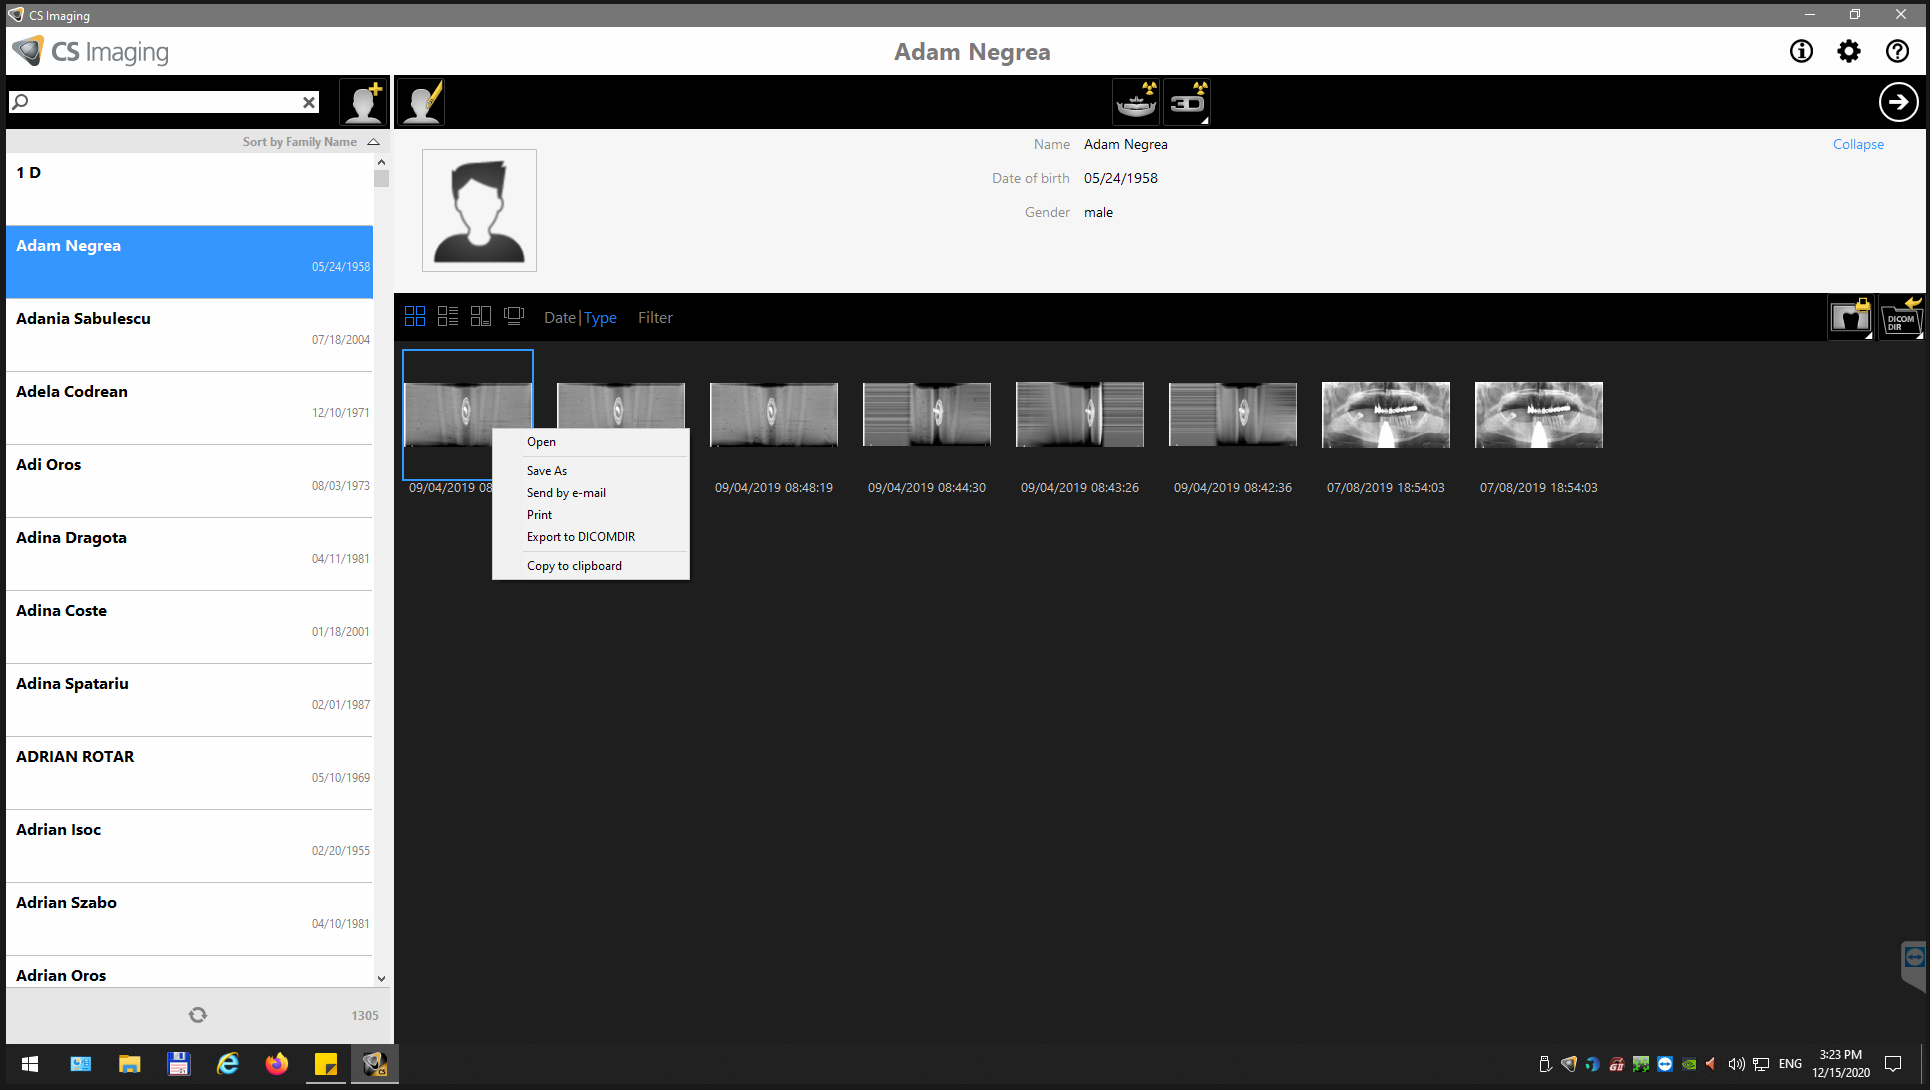 CS Imaging
CS Imaging
Adam Negrea
Sort by Family Name
1 D
Adam Negrea
05/24/1958
Adania Sabulescu
07/18/2004
Adela Codrean
12/10/1971
Adi Oros
08/03/1973
Adina Dragota
04/11/1981
Adina Coste
01/18/2001
Adina Spatariu
02/01/1987
ADRIAN ROTAR
05/10/1969
Adrian Isoc
02/20/1955
Adrian Szabo
04/10/1981
Adrian Oros
1305
3D
Name Adam Negrea
Collapse
Date of birth 05/24/1958
Gender male
Date|Type Filter
DICOM
DIR
09/04/2019 08
09/04/2019 08:48:19
09/04/2019 08:44:30
09/04/2019 08:43:26
09/04/2019 08:42:36
07/08/2019 18:54:03
07/08/2019 18:54:03
Open
Save As
Send by e-mail
Print
Export to DICOMDIR
Copy to clipboard
ENG
3:23 PM
12/15/2020